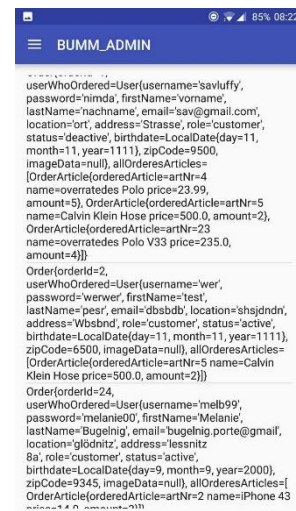 85% 08:22
BUMM_ADMIN
userWhoOrdered=User{username='savluffy',
password='nimda', firstName='vorname',
lastName='nachname', email='sav@gmail.com',
location='ort', address='Strasse', role='customer',
status='deactive', birthdate=LocalDate{day=11,
month=11, year=1111}, zipCode=9500,
imageData=null}, allOrderesArticles=
[OrderArticle{orderedArticle=artNr=4
name=overratedes Polo price=23.99,
amount=5}, OrderArticle{orderedArticle=artNr=5
name=Calvin Klein Hose price=500.0, amount=2},
OrderArticle{orderedArticle=artNr=23
name=overratedes Polo V33 price=235.0,
amount=4}]}
Order{orderId=2,
userWhoOrdered=User{username='wer',
password='werwer', firstName='test',
lastName='pesr', email='dbsbdb', location='shsjdndn',
address='Wbsbnd', role='customer', status='active',
birthdate=LocalDate{day=11, month=11, year=1111},
zipCode=6500, imageData=null}, allOrderesArticles=
[OrderArticle{orderedArticle=artNr=5 name=Calvin
Klein Hose price=500.0, amount=2}]}
Order{orderId=24,
userWhoOrdered=User{username='melb99',
password='melanie00', firstName='Melanie',
lastName='Bugelnig', email='bugelnig.porte@gmail',
location='glödnitz', address='lessnitz
8a', role='customer', status='active',
birthdate=LocalDate{day=9, month=9, year=2000},
zipCode=9345, imageData=null}, allOrderesArticles=[
OrderArticle{orderedArticle=artNr=2 name=iPhone 43